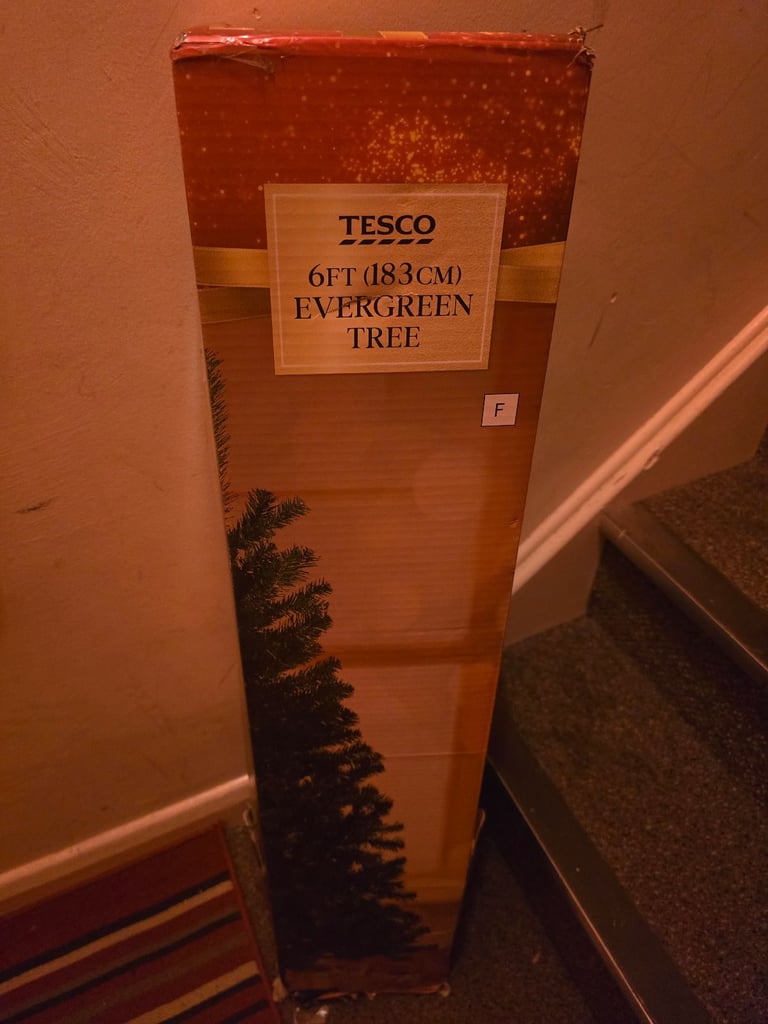 TESCO
6FT (183CM)
EVERGREEN
TREE
F